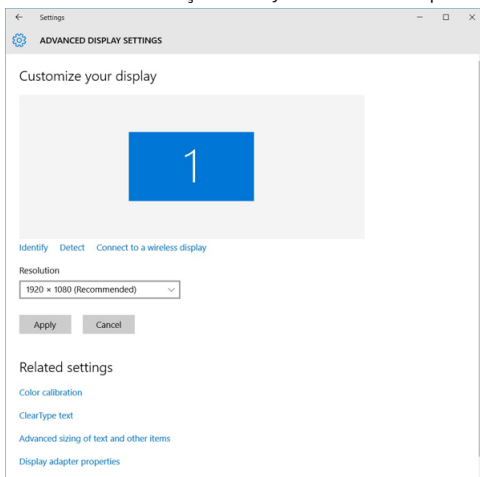 Settings
ADVANCED DISPLAY SETTINGS
Customize your display
1
Identify Detect Connect to a wireless display
Resolution
1920 × 1080 (Recommended)
Apply Cancel
Related settings
Color calibration
ClearType text
Advanced sizing of text and other items
Display adapter properties